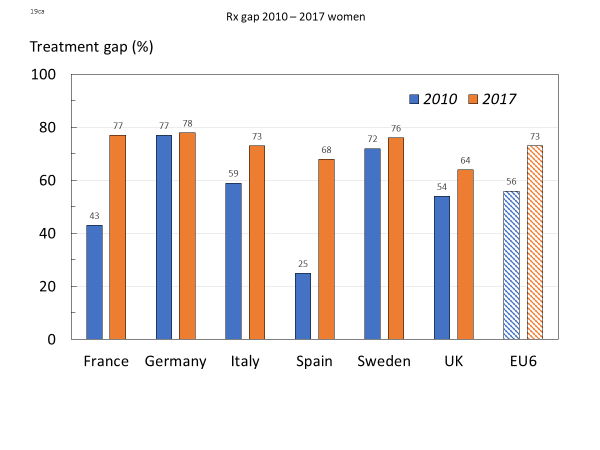 19ca
Rx gap 2010 – 2017 women
Treatment gap (%)
100
80
60
40
20
0
2010 2017
43 77 77 78 59 73 25 68 72 76 54 64 56 73
France Germany Italy Spain Sweden UK EU6